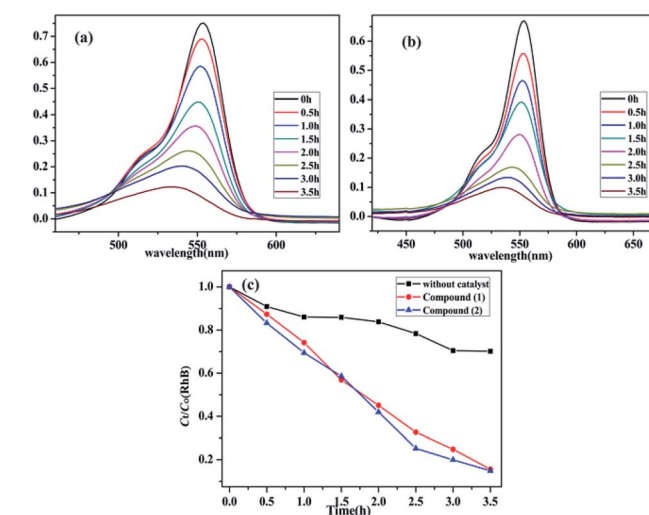 (a)
0.7
0.6
0.5
0.4
0.3
0.2
0.1
0.0
0h
0.5h
1.0h
1.5h
2.0h
2.5h
3.0h
3.5h
500 550 600
wavelength(nm)
(b)
0.7
0.6
0.5
0.4
0.3
0.2
0.1
0.0
0h
0.5h
1.0h
1.5h
2.0h
2.5h
3.0h
3.5h
450 500 550 600 650
wavelength(nm)
(c)
without catalyst
Compound (1)
Compound (2)
1.0
0.8
0.6
0.4
0.2
Ct/C₀(RhB)
0.0 0.5 1.0 1.5 2.0 2.5 3.0 3.5
Time(h)